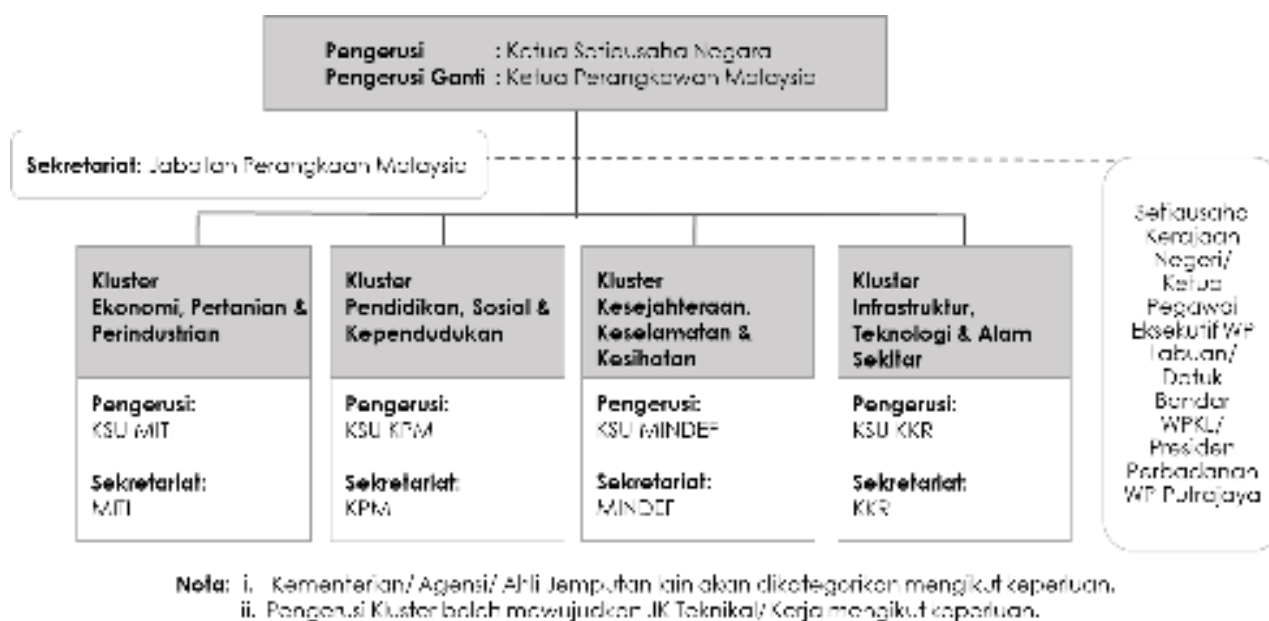 Pengerusi : Ketua Setiausaha Negara
Pengerusi Ganti : Ketua Perangkawan Malaysia
Sekretariat: Jabatan Perangkaan Malaysia
Kluster
Ekonomi, Pertanian &
Perindustrian
Pengerusi:
KSU MITI
Sekretariat:
MITI
Kluster
Pendidikan, Sosial &
Kependudukan
Pengerusi:
KSU KPM
Sekretariat:
KPM
Kluster
Kesejahteraan,
Keselamatan &
Kesihatan
Pengerusi:
KSU MINDEF
Sekretariat:
MINDEF
Kluster
Infrastruktur,
Teknologi & Alam
Sekitar
Pengerusi:
KSU KKR
Sekretariat:
KKR
Setiausaha
Kerajaan
Negeri/
Ketua
Pegawai
Eksekutif WP
Labuan/
Datuk
Bandar
WPKL/
Presiden
Perbadanan
WP Putrajaya
Nota: i. Kementerian/ Agensi/ Ahli Jemputan lain akan dikategorikan mengikut keperluan.
ii. Pengerusi Kluster boleh mewujudkan JK Teknikal/ Kerja mengikut keperluan.